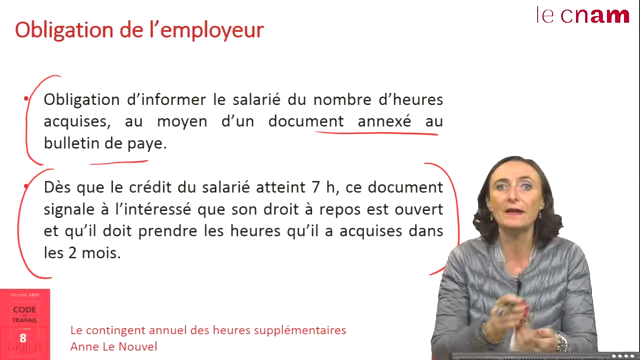 le cnam
Obligation de l'employeur
• Obligation d'informer le salarié du nombre d'heures
acquises, au moyen d'un document annexé au
bulletin de paye.
• Dès que le crédit du salarié atteint 7 h, ce document
signale à l'intéressé que son droit à repos est ouvert
et qu'il doit prendre les heures qu'il a acquises dans
les 2 mois.
CODE
TRAVAIL
8
Le contingent annuel des heures supplémentaires
Anne Le Nouvel